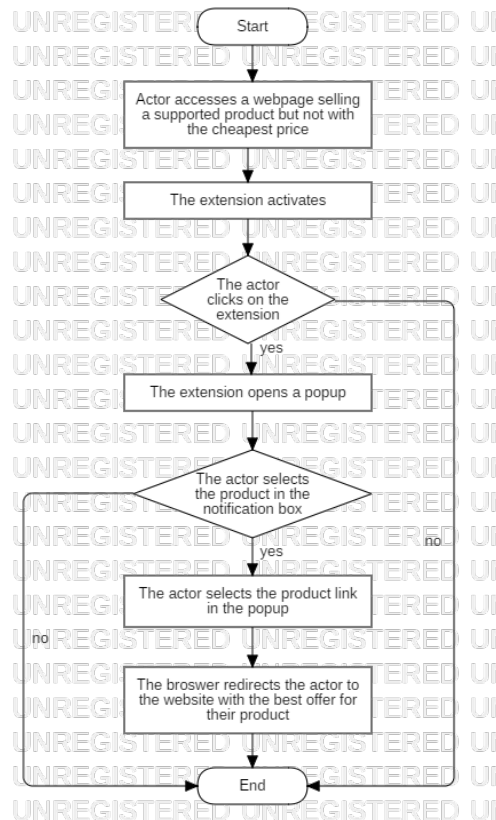 Start
Actor accesses a webpage selling
a supported product but not with
the cheapest price
The extension activates
The actor
clicks on the
extension
yes
The extension opens a popup
The actor selects
the product in the
notification box
no
yes
The actor selects the product link
in the popup
no
The broswer redirects the actor to
the website with the best offer for
their product
End
UNREGISTERED UNREGISTERED